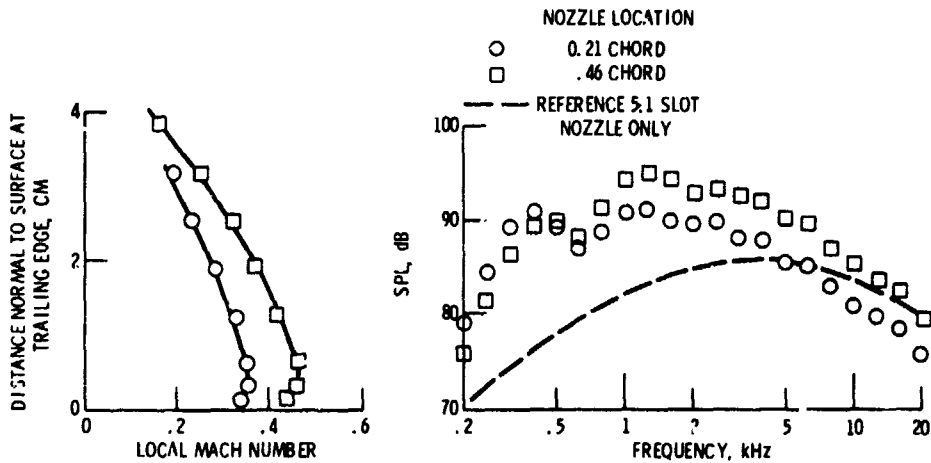 NOZZLE LOCATION
0.21 CHORD
.46 CHORD
REFERENCE 5:1 SLOT
NOZZLE ONLY
DISTANCE NORMAL TO SURFACE AT
TRAILING EDGE, CM
4
2
0
0 .2 .4 .6
LOCAL MACH NUMBER
SPL, dB
100
90
80
70
.2 .5 1 2 5 10 20
FREQUENCY, kHz